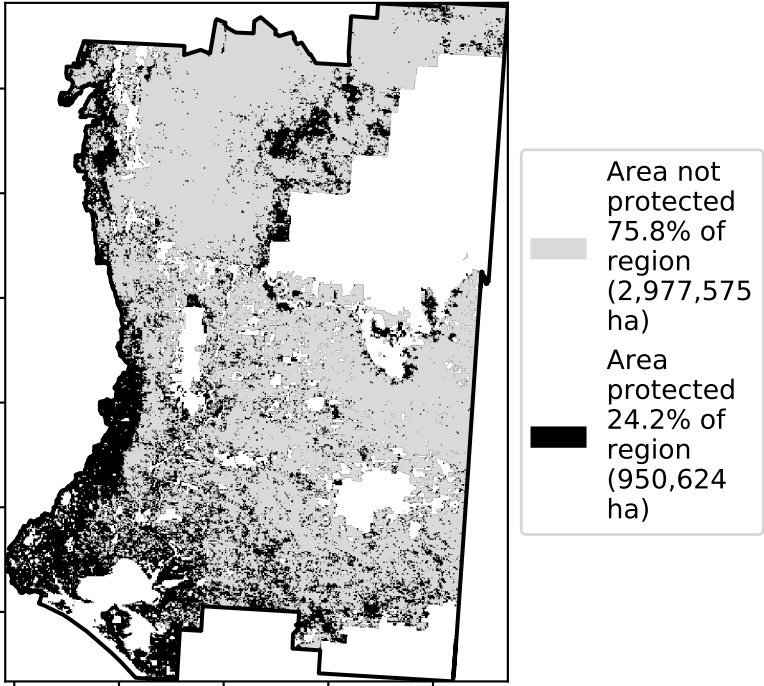 Area not
protected
75.8% of
region
(2,977,575
ha)
Area
protected
24.2% of
region
(950,624
ha)